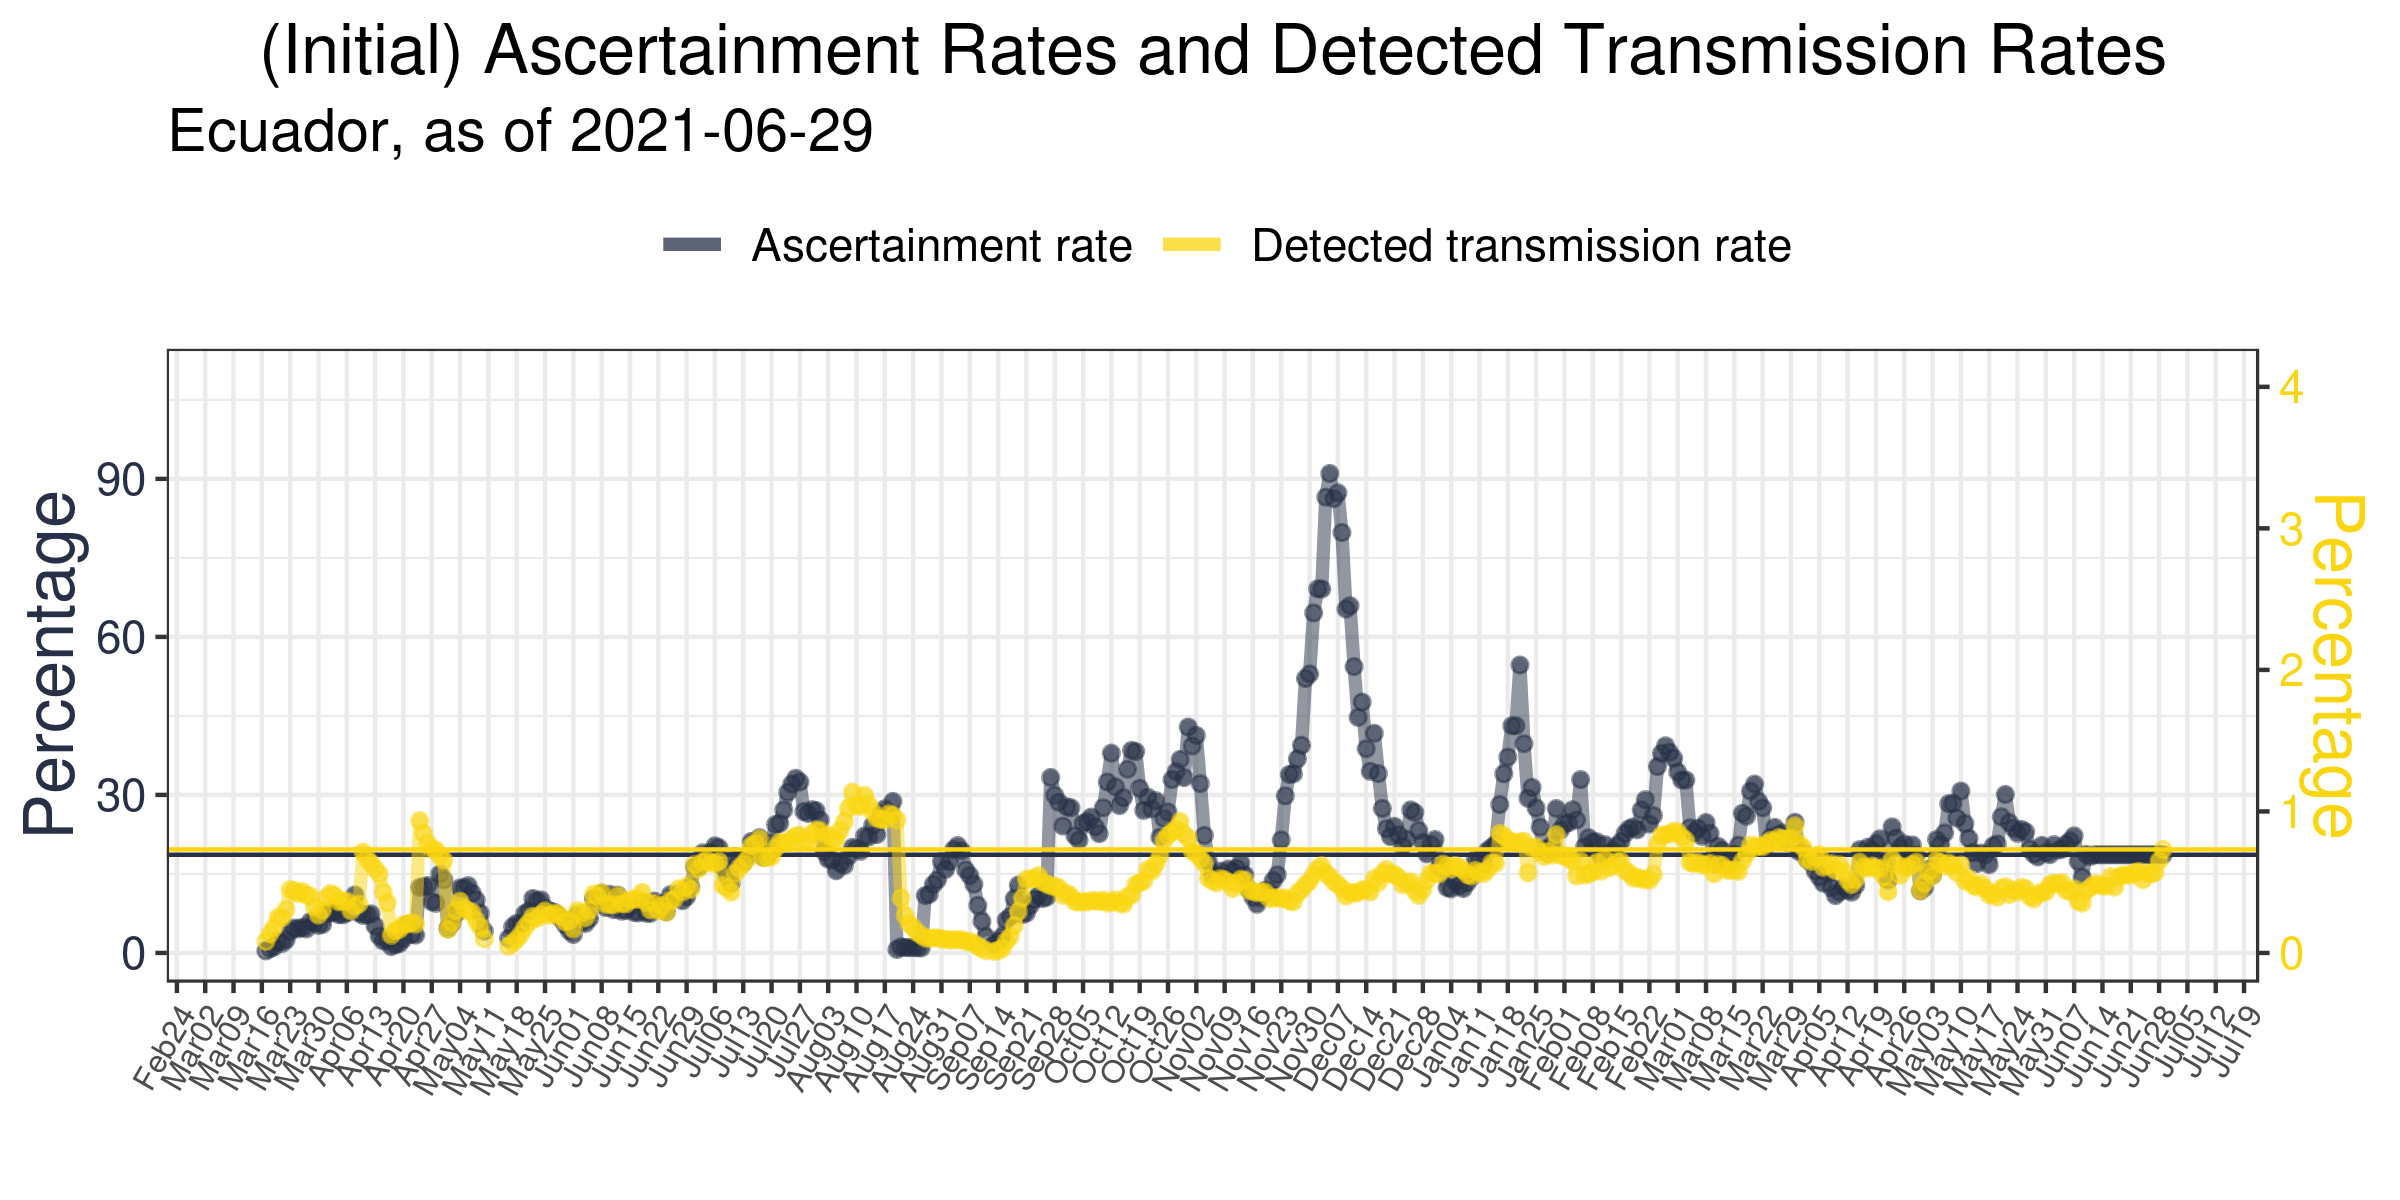 (Initial) Ascertainment Rates and Detected Transmission Rates
Ecuador, as of 2021-06-29
Ascertainment rate
Detected transmission rate
Percentage
90
60
30
0
4
3
2
1
0
Percentage
Feb24
Mar02
Mar09
Mar16
Mar23
Mar30
Apr06
Apr13
Apr20
Apr27
May04
May11
May18
May25
Jun01
Jun08
Jun15
Jun22
Jun29
Jul06
Jul13
Jul20
Jul27
Aug03
Aug10
Aug17
Aug24
Aug31
Sep07
Sep14
Sep21
Sep28
Oct05
Oct12
Oct19
Oct26
Nov02
Nov09
Nov16
Nov23
Nov30
Dec07
Dec14
Dec21
Dec28
Jan04
Jan11
Jan18
Jan25
Feb01
Feb08
Feb15
Feb22
Mar01
Mar08
Mar15
Mar22
Mar29
Apr05
Apr12
Apr19
Apr26
May03
May10
May17
May24
May31
Jun07
Jun14
Jun21
Jun28
Jul05
Jul12
Jul19